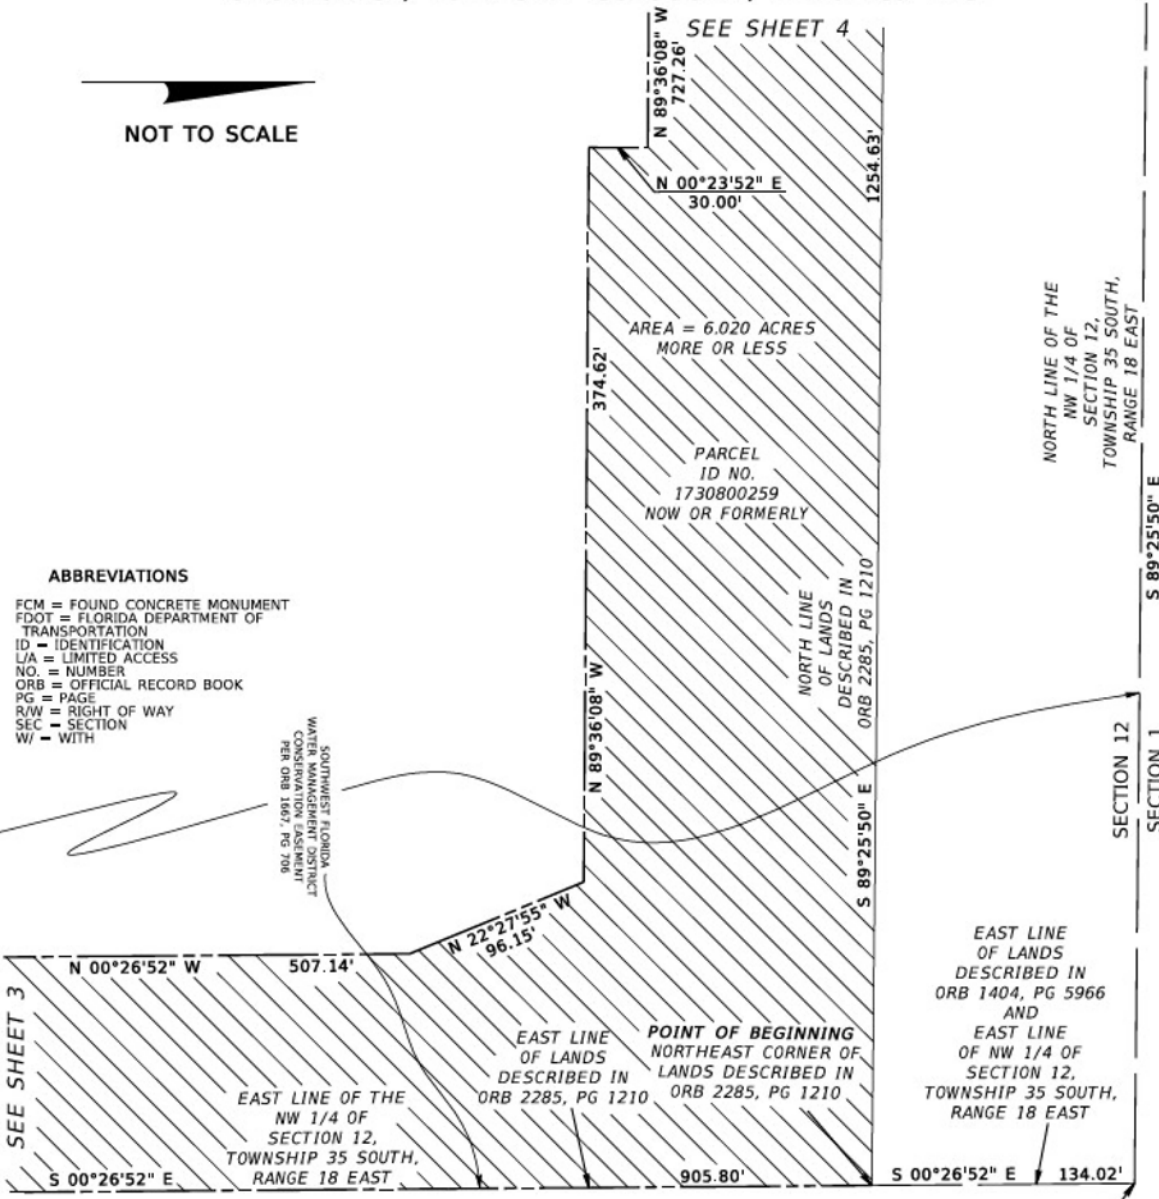 SEE SHEET 4
N 89°36'08" W
727.26'
NOT TO SCALE
N 00°23'52" E
30.00'
1254.63'
AREA = 6.020 ACRES
MORE OR LESS
374.62'
NORTH LINE OF THE
NW 1/4 OF
SECTION 12,
TOWNSHIP 35 SOUTH,
RANGE 18 EAST
PARCEL
ID NO.
1730800259
NOW OR FORMERLY
S 89°25'50" E
ABBREVIATIONS
FCM = FOUND CONCRETE MONUMENT
FDOT = FLORIDA DEPARTMENT OF
TRANSPORTATION
ID = IDENTIFICATION
L/A = LIMITED ACCESS
NO. = NUMBER
ORB = OFFICIAL RECORD BOOK
PG = PAGE
R/W = RIGHT OF WAY
SEC = SECTION
W/ = WITH
NORTH LINE
OF LANDS
DESCRIBED IN
ORB 2285, PG 1210
N 89°36'08" W
SOUTHWEST FLORIDA
WATER MANAGEMENT DISTRICT
CONSERVATION EASEMENT
PER ORB 1667, PG 706
S 89°25'50" E
SECTION 12
SECTION 1
N 22°27'55" W
96.15'
N 00°26'52" W 507.14'
SEE SHEET 3
EAST LINE
OF LANDS
DESCRIBED IN
ORB 1404, PG 5966
AND
EAST LINE
OF NW 1/4 OF
SECTION 12,
TOWNSHIP 35 SOUTH,
RANGE 18 EAST
EAST LINE
OF LANDS
DESCRIBED IN
ORB 2285, PG 1210
POINT OF BEGINNING
NORTHEAST CORNER OF
LANDS DESCRIBED IN
ORB 2285, PG 1210
EAST LINE OF THE
NW 1/4 OF
SECTION 12,
TOWNSHIP 35 SOUTH,
RANGE 18 EAST
S 00°26'52" E
905.80'
S 00°26'52" E
134.02'